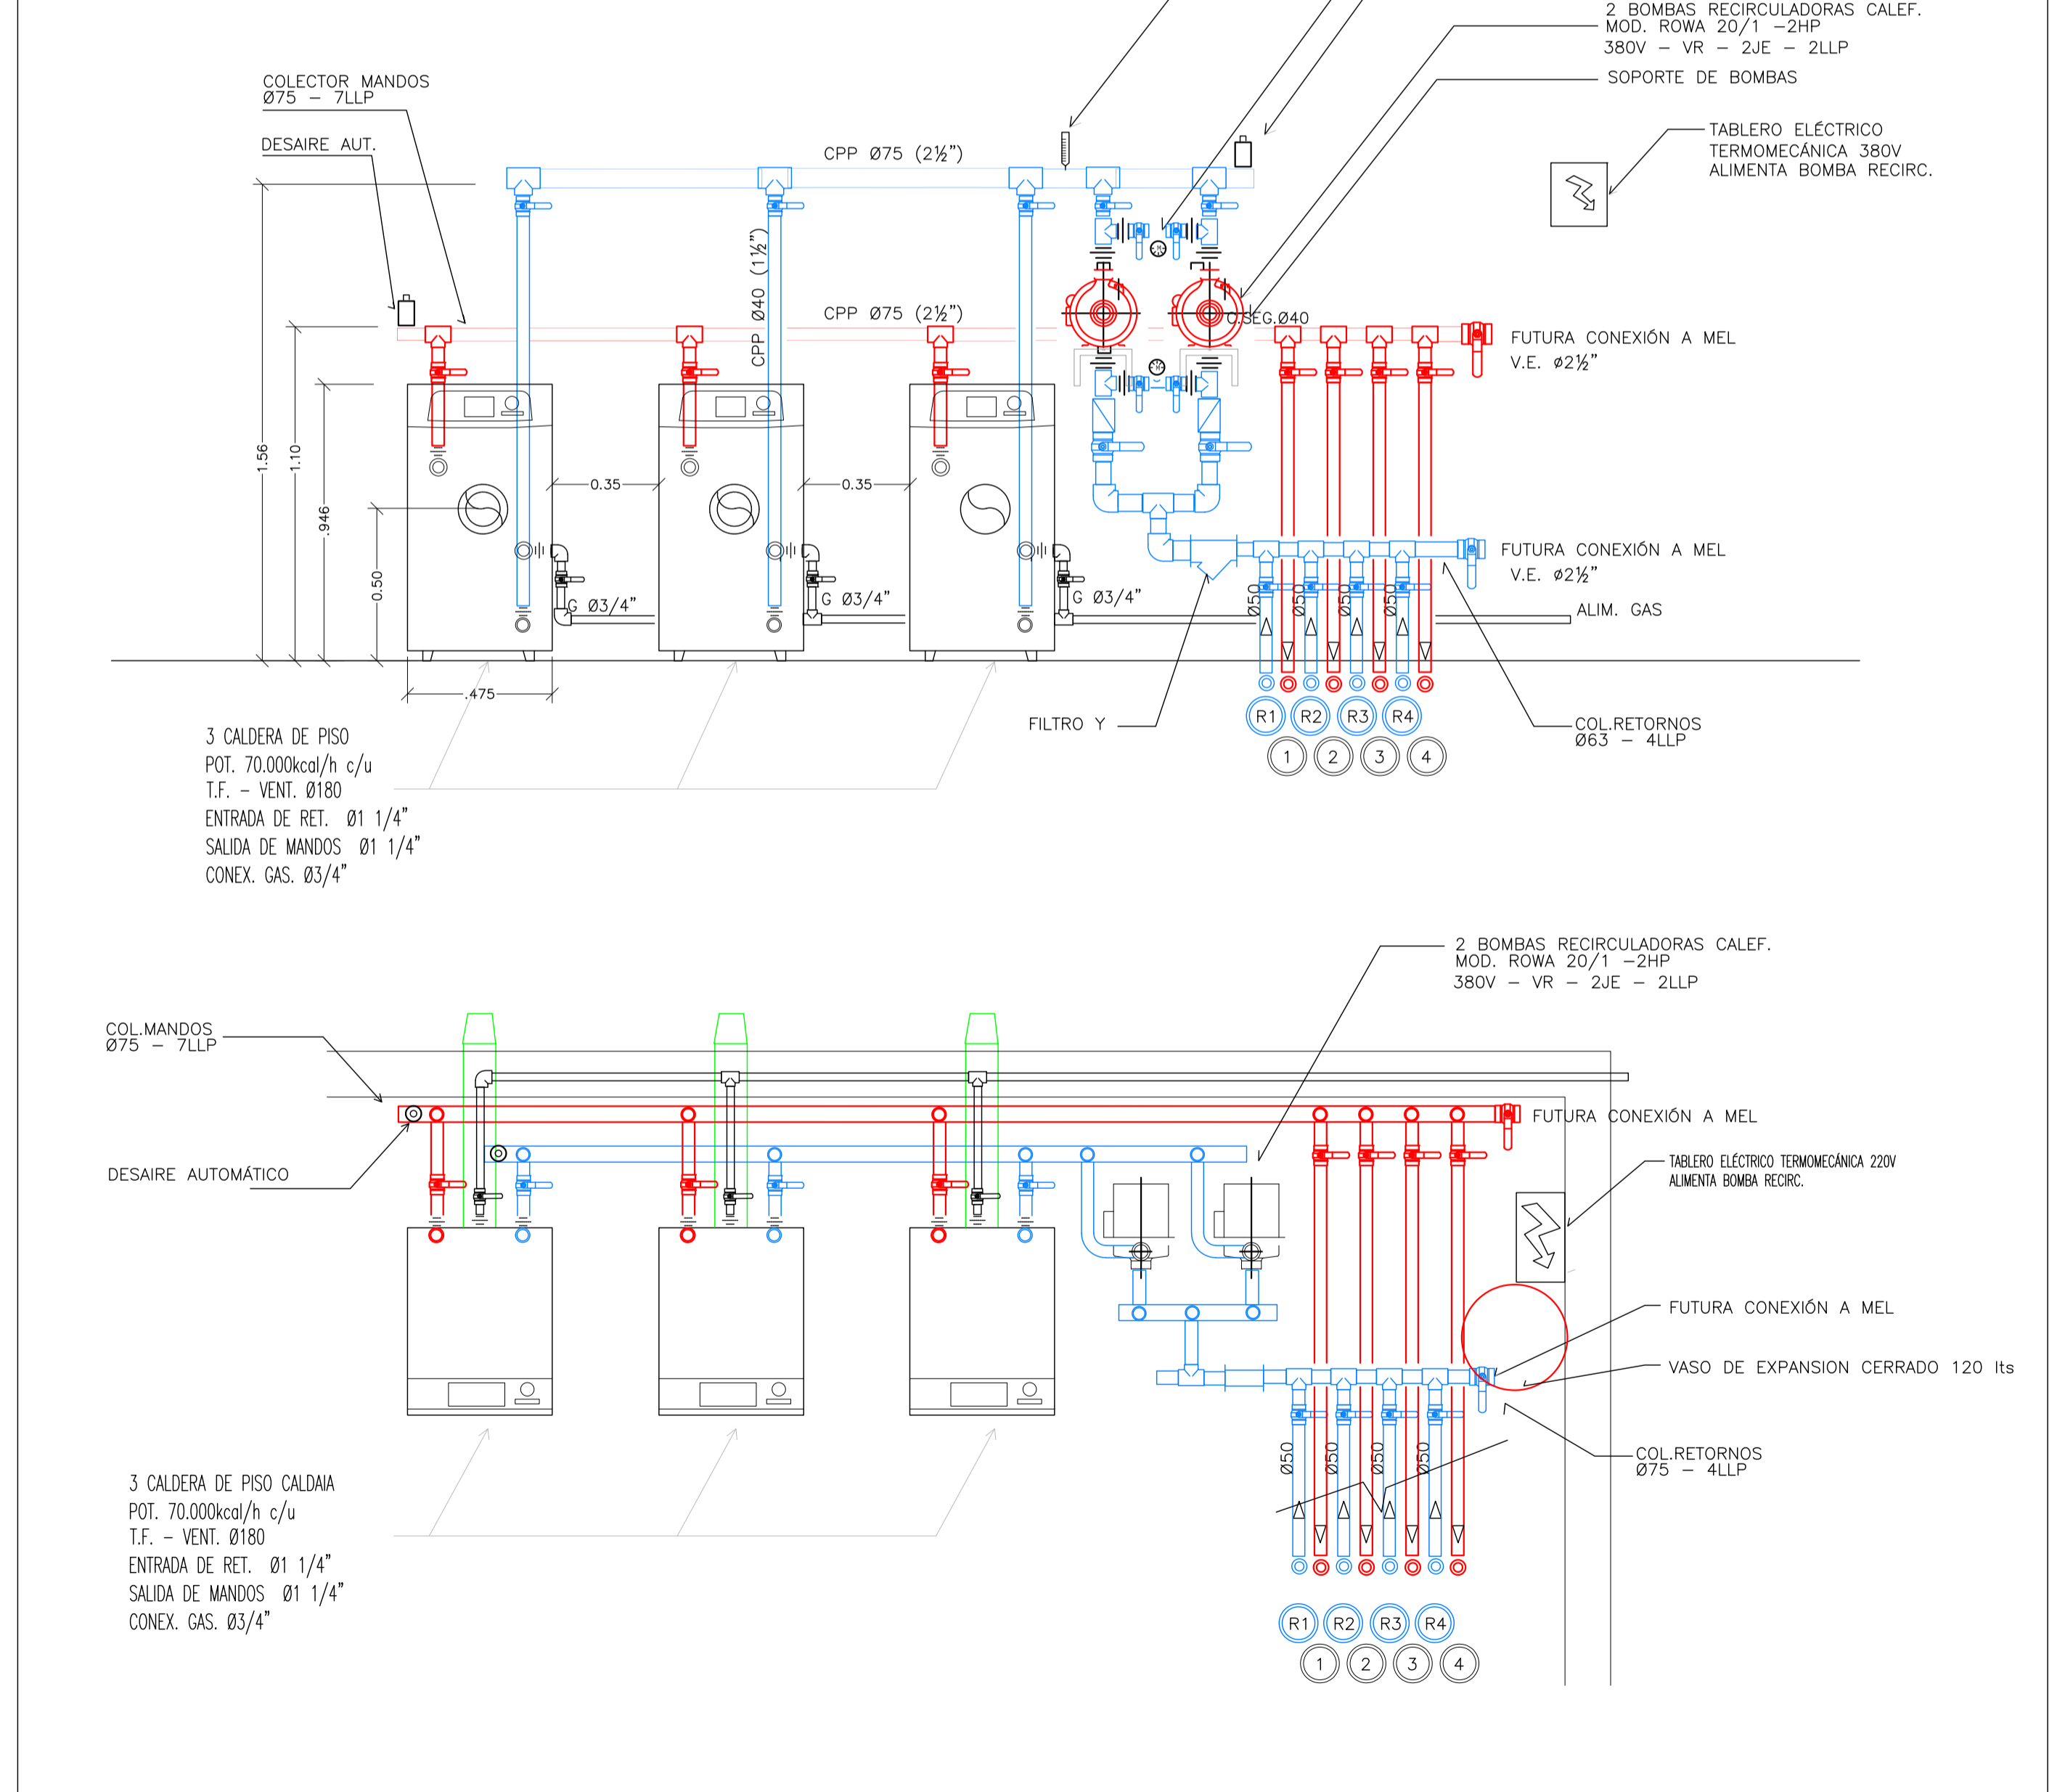 2 BOMBAS RECIRCULADORAS CALEF.
MOD. ROWA 20/1 -2HP
380V - VR - 2JE - 2LLP
SOPORTE DE BOMBAS
COLECTOR MANDOS
Ø75 - 7LLP
DESAIRE AUT.
TABLERO ELÉCTRICO
TERMOMECÁNICA 380V
ALIMENTA BOMBA RECIRC.
CPP Ø75 (2½")
CPP Ø40 (1½")
CPP Ø75 (2½")
C.SEG.Ø40
FUTURA CONEXIÓN A MEL
V.E. ø2½"
1.56
1.10
.946
0.50
0.35
0.35
.475
G Ø3/4"
G Ø3/4"
G Ø3/4"
FUTURA CONEXIÓN A MEL
V.E. ø2½"
Ø50
Ø50
Ø50
Ø50
ALIM. GAS
FILTRO Y
R1
R2
R3
R4
1
2
3
4
COL.RETORNOS
Ø63 - 4LLP
3 CALDERA DE PISO
POT. 70.000kcal/h c/u
T.F. - VENT. Ø180
ENTRADA DE RET. Ø1 1/4"
SALIDA DE MANDOS Ø1 1/4"
CONEX. GAS. Ø3/4"
2 BOMBAS RECIRCULADORAS CALEF.
MOD. ROWA 20/1 -2HP
380V - VR - 2JE - 2LLP
COL.MANDOS
Ø75 - 7LLP
DESAIRE AUTOMÁTICO
FUTURA CONEXIÓN A MEL
TABLERO ELÉCTRICO TERMOMECÁNICA 220V
ALIMENTA BOMBA RECIRC.
FUTURA CONEXIÓN A MEL
VASO DE EXPANSION CERRADO 120 lts
COL.RETORNOS
Ø75 - 4LLP
Ø50
Ø50
Ø50
Ø50
3 CALDERA DE PISO CALDAIA
POT. 70.000kcal/h c/u
T.F. - VENT. Ø180
ENTRADA DE RET. Ø1 1/4"
SALIDA DE MANDOS Ø1 1/4"
CONEX. GAS. Ø3/4"
R1
R2
R3
R4
1
2
3
4